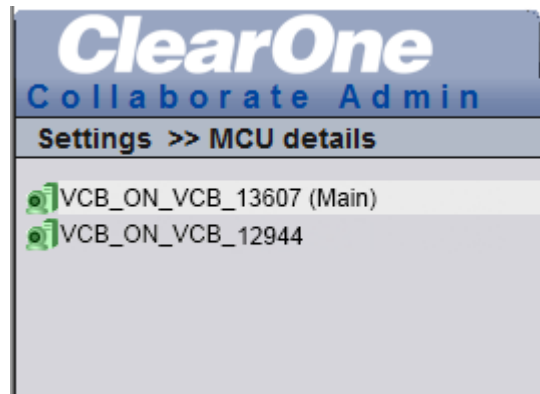 ClearOne
Collaborate Admin
Settings >> MCU details
VCB_ON_VCB_13607 (Main)
VCB_ON_VCB_12944